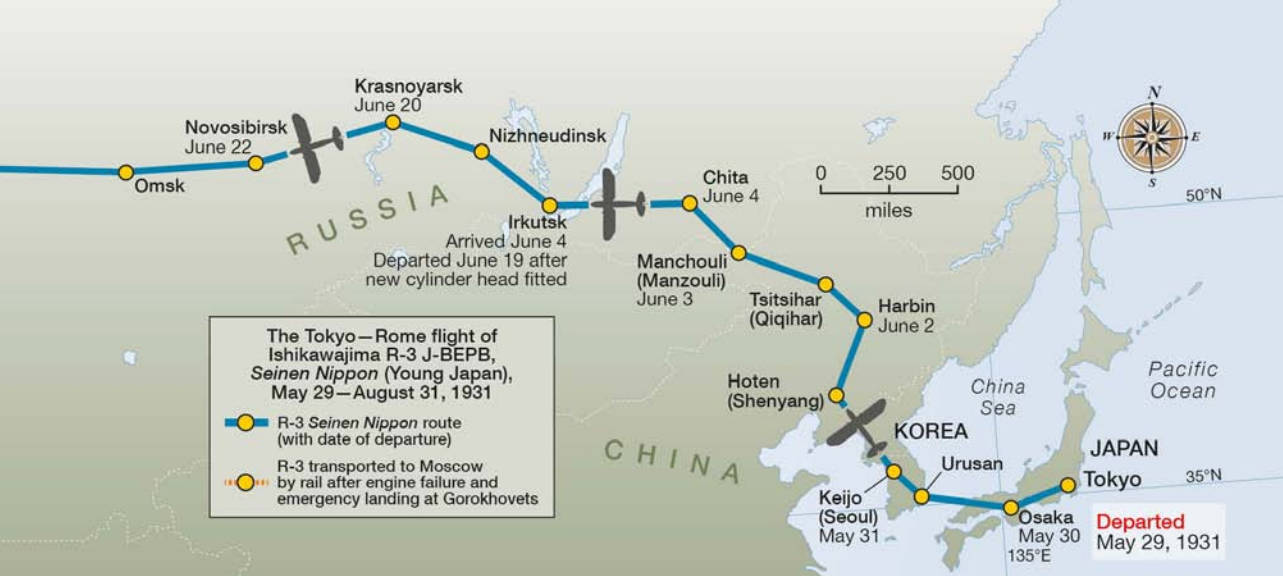 Krasnoyarsk
June 20
Novosibirsk
June 22
Nizhneudinsk
Omsk
RUSSIA
Irkutsk
Arrived June 4
Departed June 19 after
new cylinder head fitted
Chita
June 4
0 250 500
miles
N
W E
S
50°N
Manchouli
(Manzouli)
June 3
Tsitsihar
(Qiqihar)
Harbin
June 2
The Tokyo—Rome flight of
Ishikawajima R-3 J-BEPB,
Seinen Nippon (Young Japan),
May 29—August 31, 1931
R-3 Seinen Nippon route
(with date of departure)
R-3 transported to Moscow
by rail after engine failure and
emergency landing at Gorokhovets
Hoten
(Shenyang)
China
Sea
Pacific
Ocean
CHINA
KOREA
JAPAN
Urusan
Tokyo
35°N
Keijo
(Seoul)
May 31
Osaka
May 30
135°E
Departed
May 29, 1931